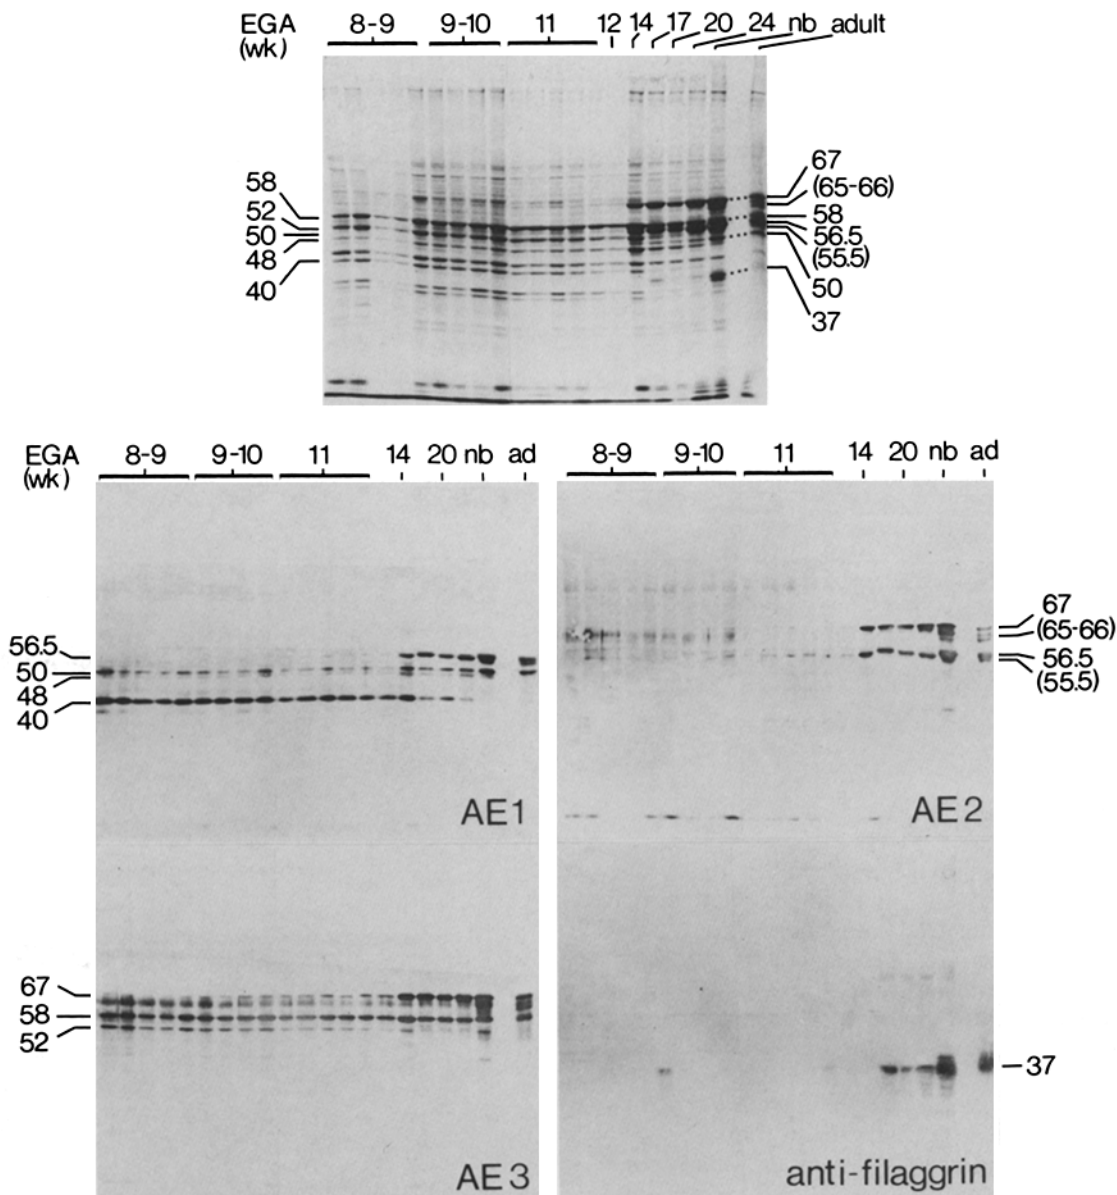 EGA 8-9 9-10 11 12 14 17 20 24 nb adult
(wk)
58
52
50
48
40
67
(65-66)
58
56.5
(55.5)
50
37
EGA 8-9 9-10 11 14 20 nb ad
(wk)
56.5
50
48
40
AE1
8-9 9-10 11 14 20 nb ad
67
(65-66)
56.5
(55.5)
AE2
67
58
52
AE3
37
anti-filaggrin